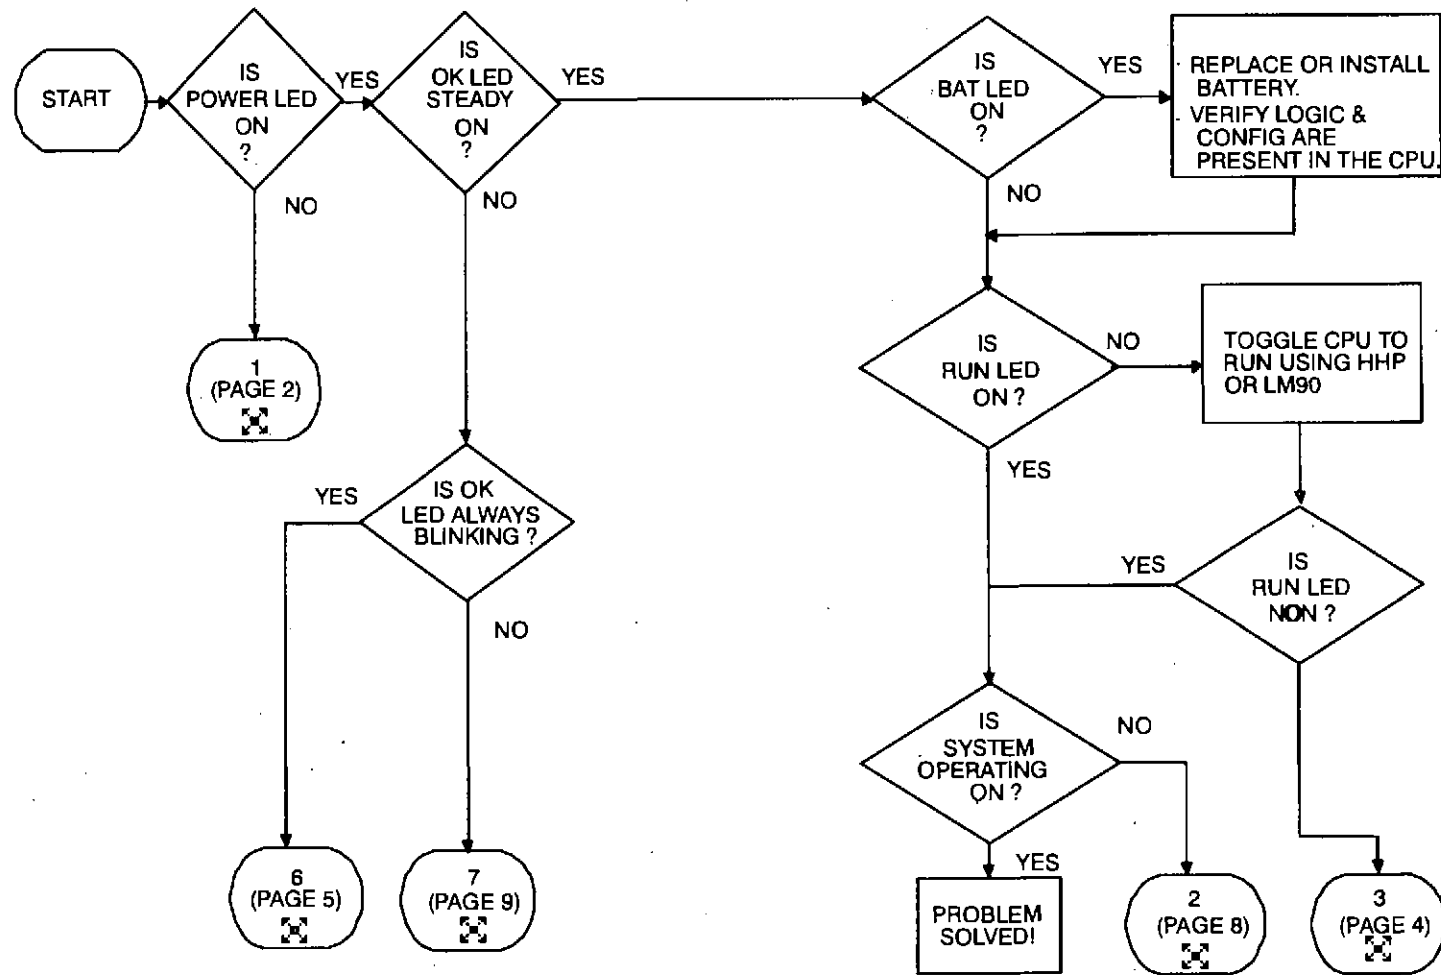 START
IS
POWER LED
ON
?
YES
NO
1
(PAGE 2)
IS
OK LED
STEADY
ON
?
YES
NO
IS OK
LED ALWAYS
BLINKING ?
YES
NO
6
(PAGE 5)
7
(PAGE 9)
IS
BAT LED
ON
?
YES
NO
REPLACE OR INSTALL
BATTERY.
VERIFY LOGIC &
CONFIG ARE
PRESENT IN THE CPU.
IS
RUN LED
ON ?
NO
YES
TOGGLE CPU TO
RUN USING HHP
OR LM90
IS
RUN LED
NON ?
YES
IS
SYSTEM
OPERATING
ON ?
NO
YES
PROBLEM
SOLVED!
2
(PAGE 8)
3
(PAGE 4)